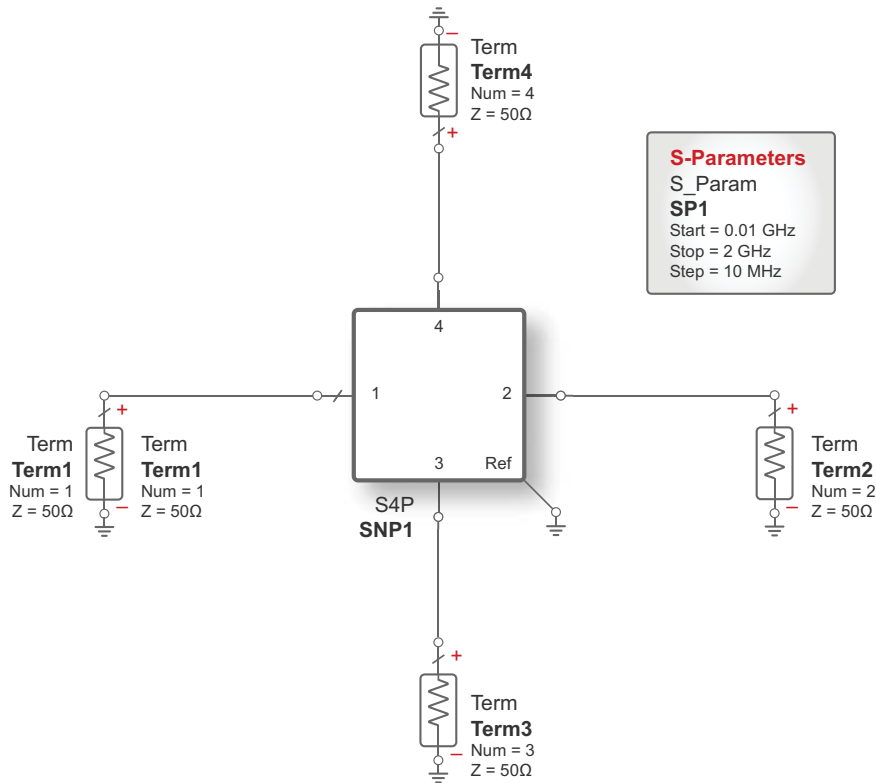 Term
Term4
Num = 4
Z = 50Ω
−
+
S-Parameters
S_Param
SP1
Start = 0.01 GHz
Stop = 2 GHz
Step = 10 MHz
4
1
2
3
Ref
S4P
SNP1
+
Term
Term1
Num = 1
Z = 50Ω
Term
Term1
Num = 1
Z = 50Ω
−
+
Term
Term2
Num = 2
Z = 50Ω
−
+
Term
Term3
Num = 3
Z = 50Ω
−